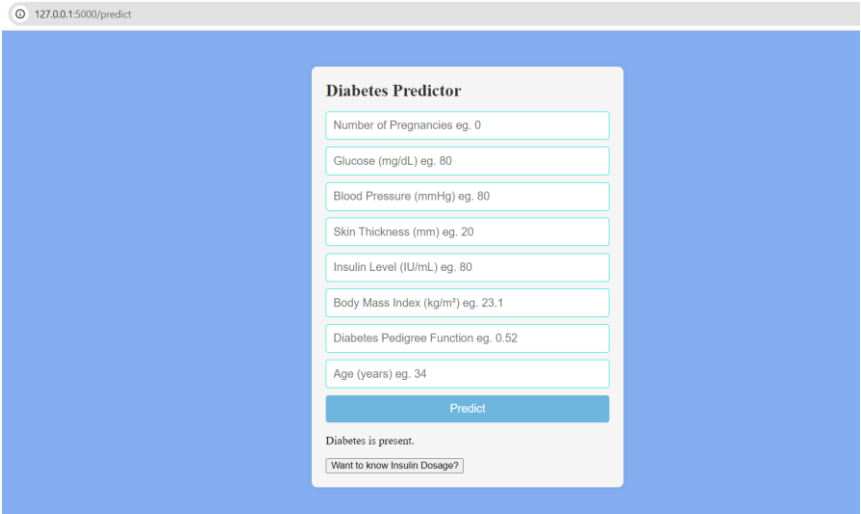 127.0.0.1:5000/predict
Diabetes Predictor
Number of Pregnancies eg. 0
Glucose (mg/dL) eg. 80
Blood Pressure (mmHg) eg. 80
Skin Thickness (mm) eg. 20
Insulin Level (IU/mL) eg. 80
Body Mass Index (kg/m²) eg. 23.1
Diabetes Pedigree Function eg. 0.52
Age (years) eg. 34
Predict
Diabetes is present.
Want to know Insulin Dosage?